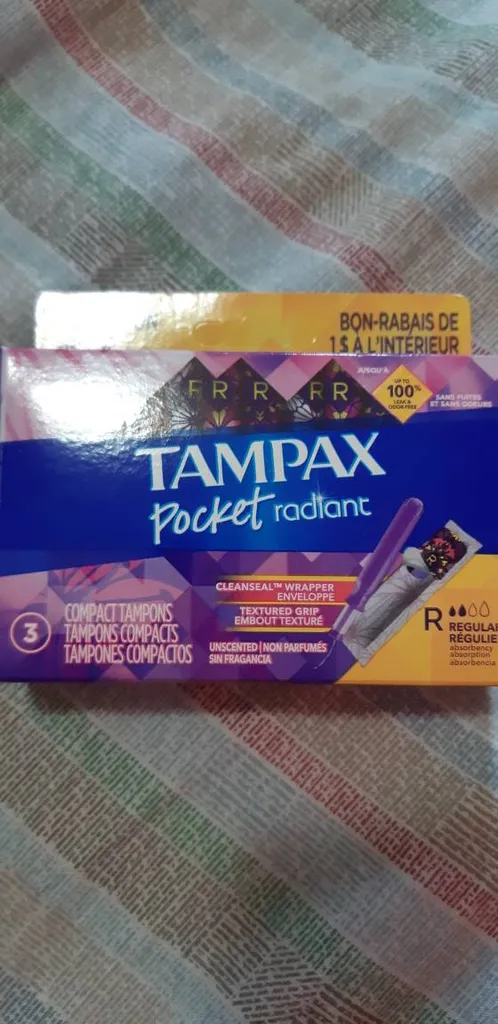 BON-RABAIS DE
1 $ À L'INTÉRIEUR
R R R R R
JUSQU'À
UP TO
100%
LEAK &
ODOR-FREE
SANS FUITES
ET SANS ODEURS
TAMPAX
Pocket radiant
CLEANSEAL™ WRAPPER
ENVELOPPE
TEXTURED GRIP
EMBOUT TEXTURÉ
3
COMPACT TAMPONS
TAMPONS COMPACTS
TAMPONES COMPACTOS
UNSCENTED | NON PARFUMÉS
SIN FRAGANCIA
R
R
REGULAR
RÉGULIE
absorbency
absorption
absorbencia